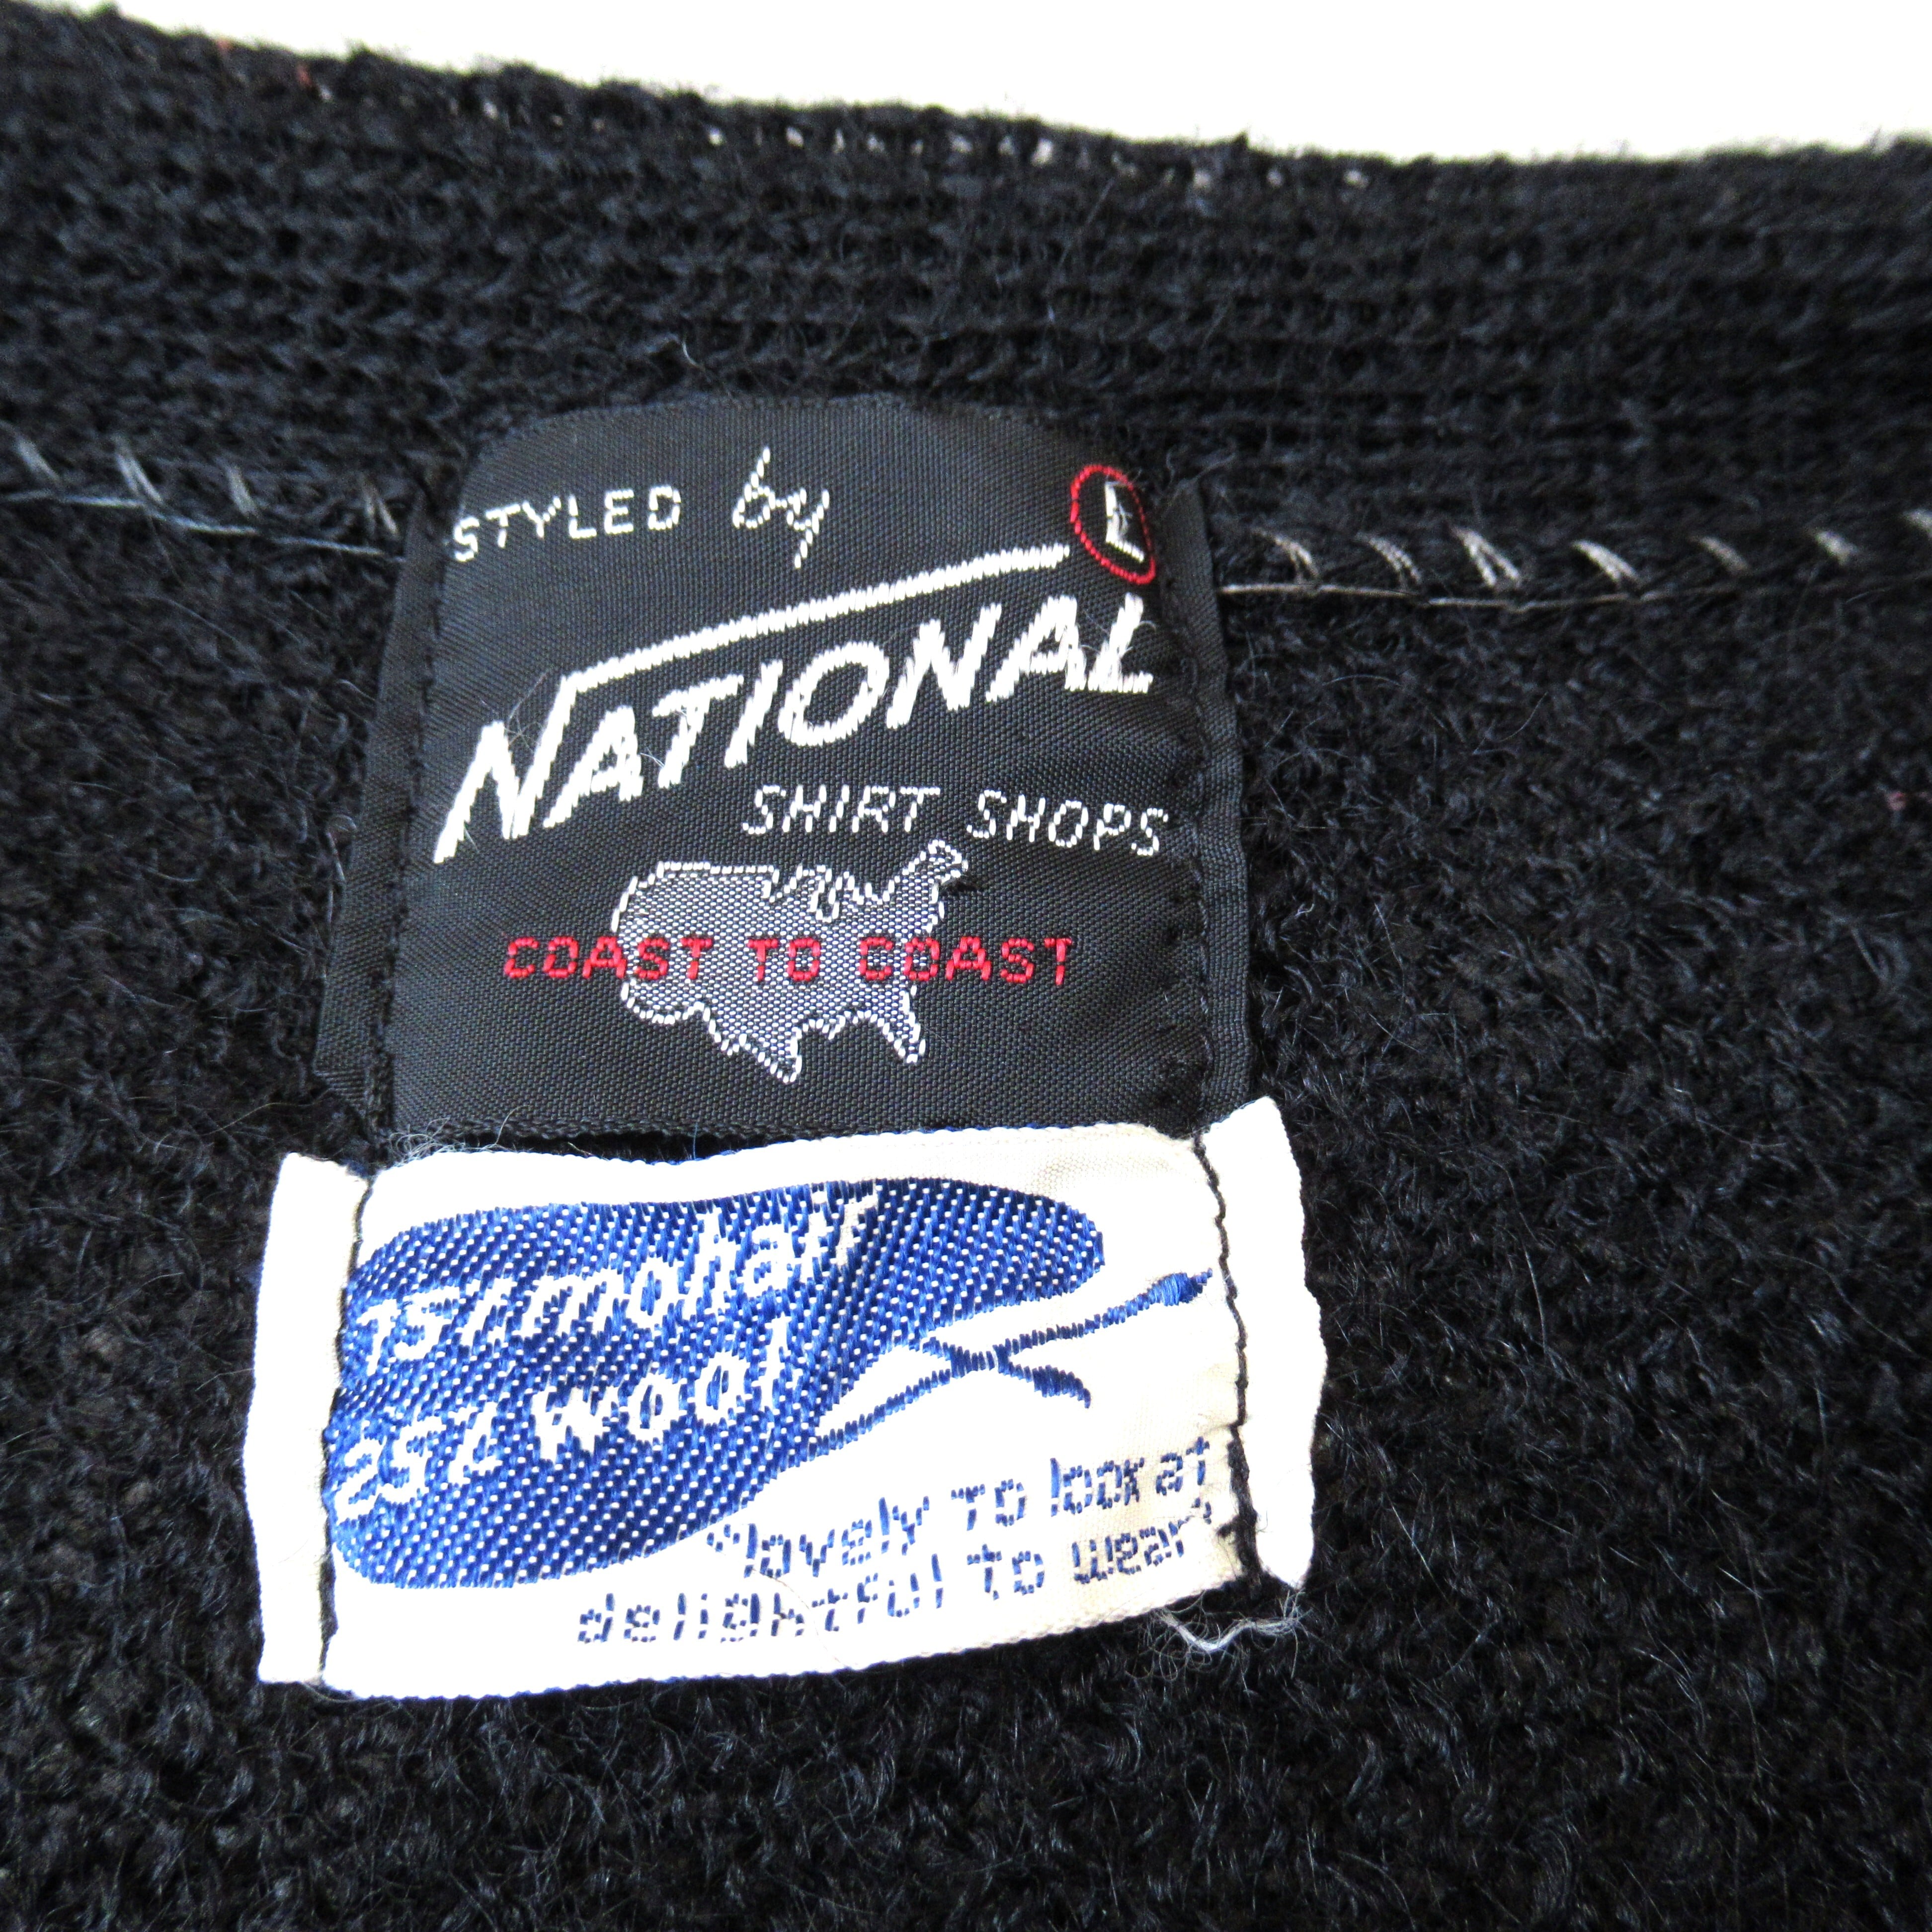 STYLED by L
NATIONAL
SHIRT SHOPS
COAST TO COAST
75% mohair
25% Wool
"lovely to look at
delightful to wear"